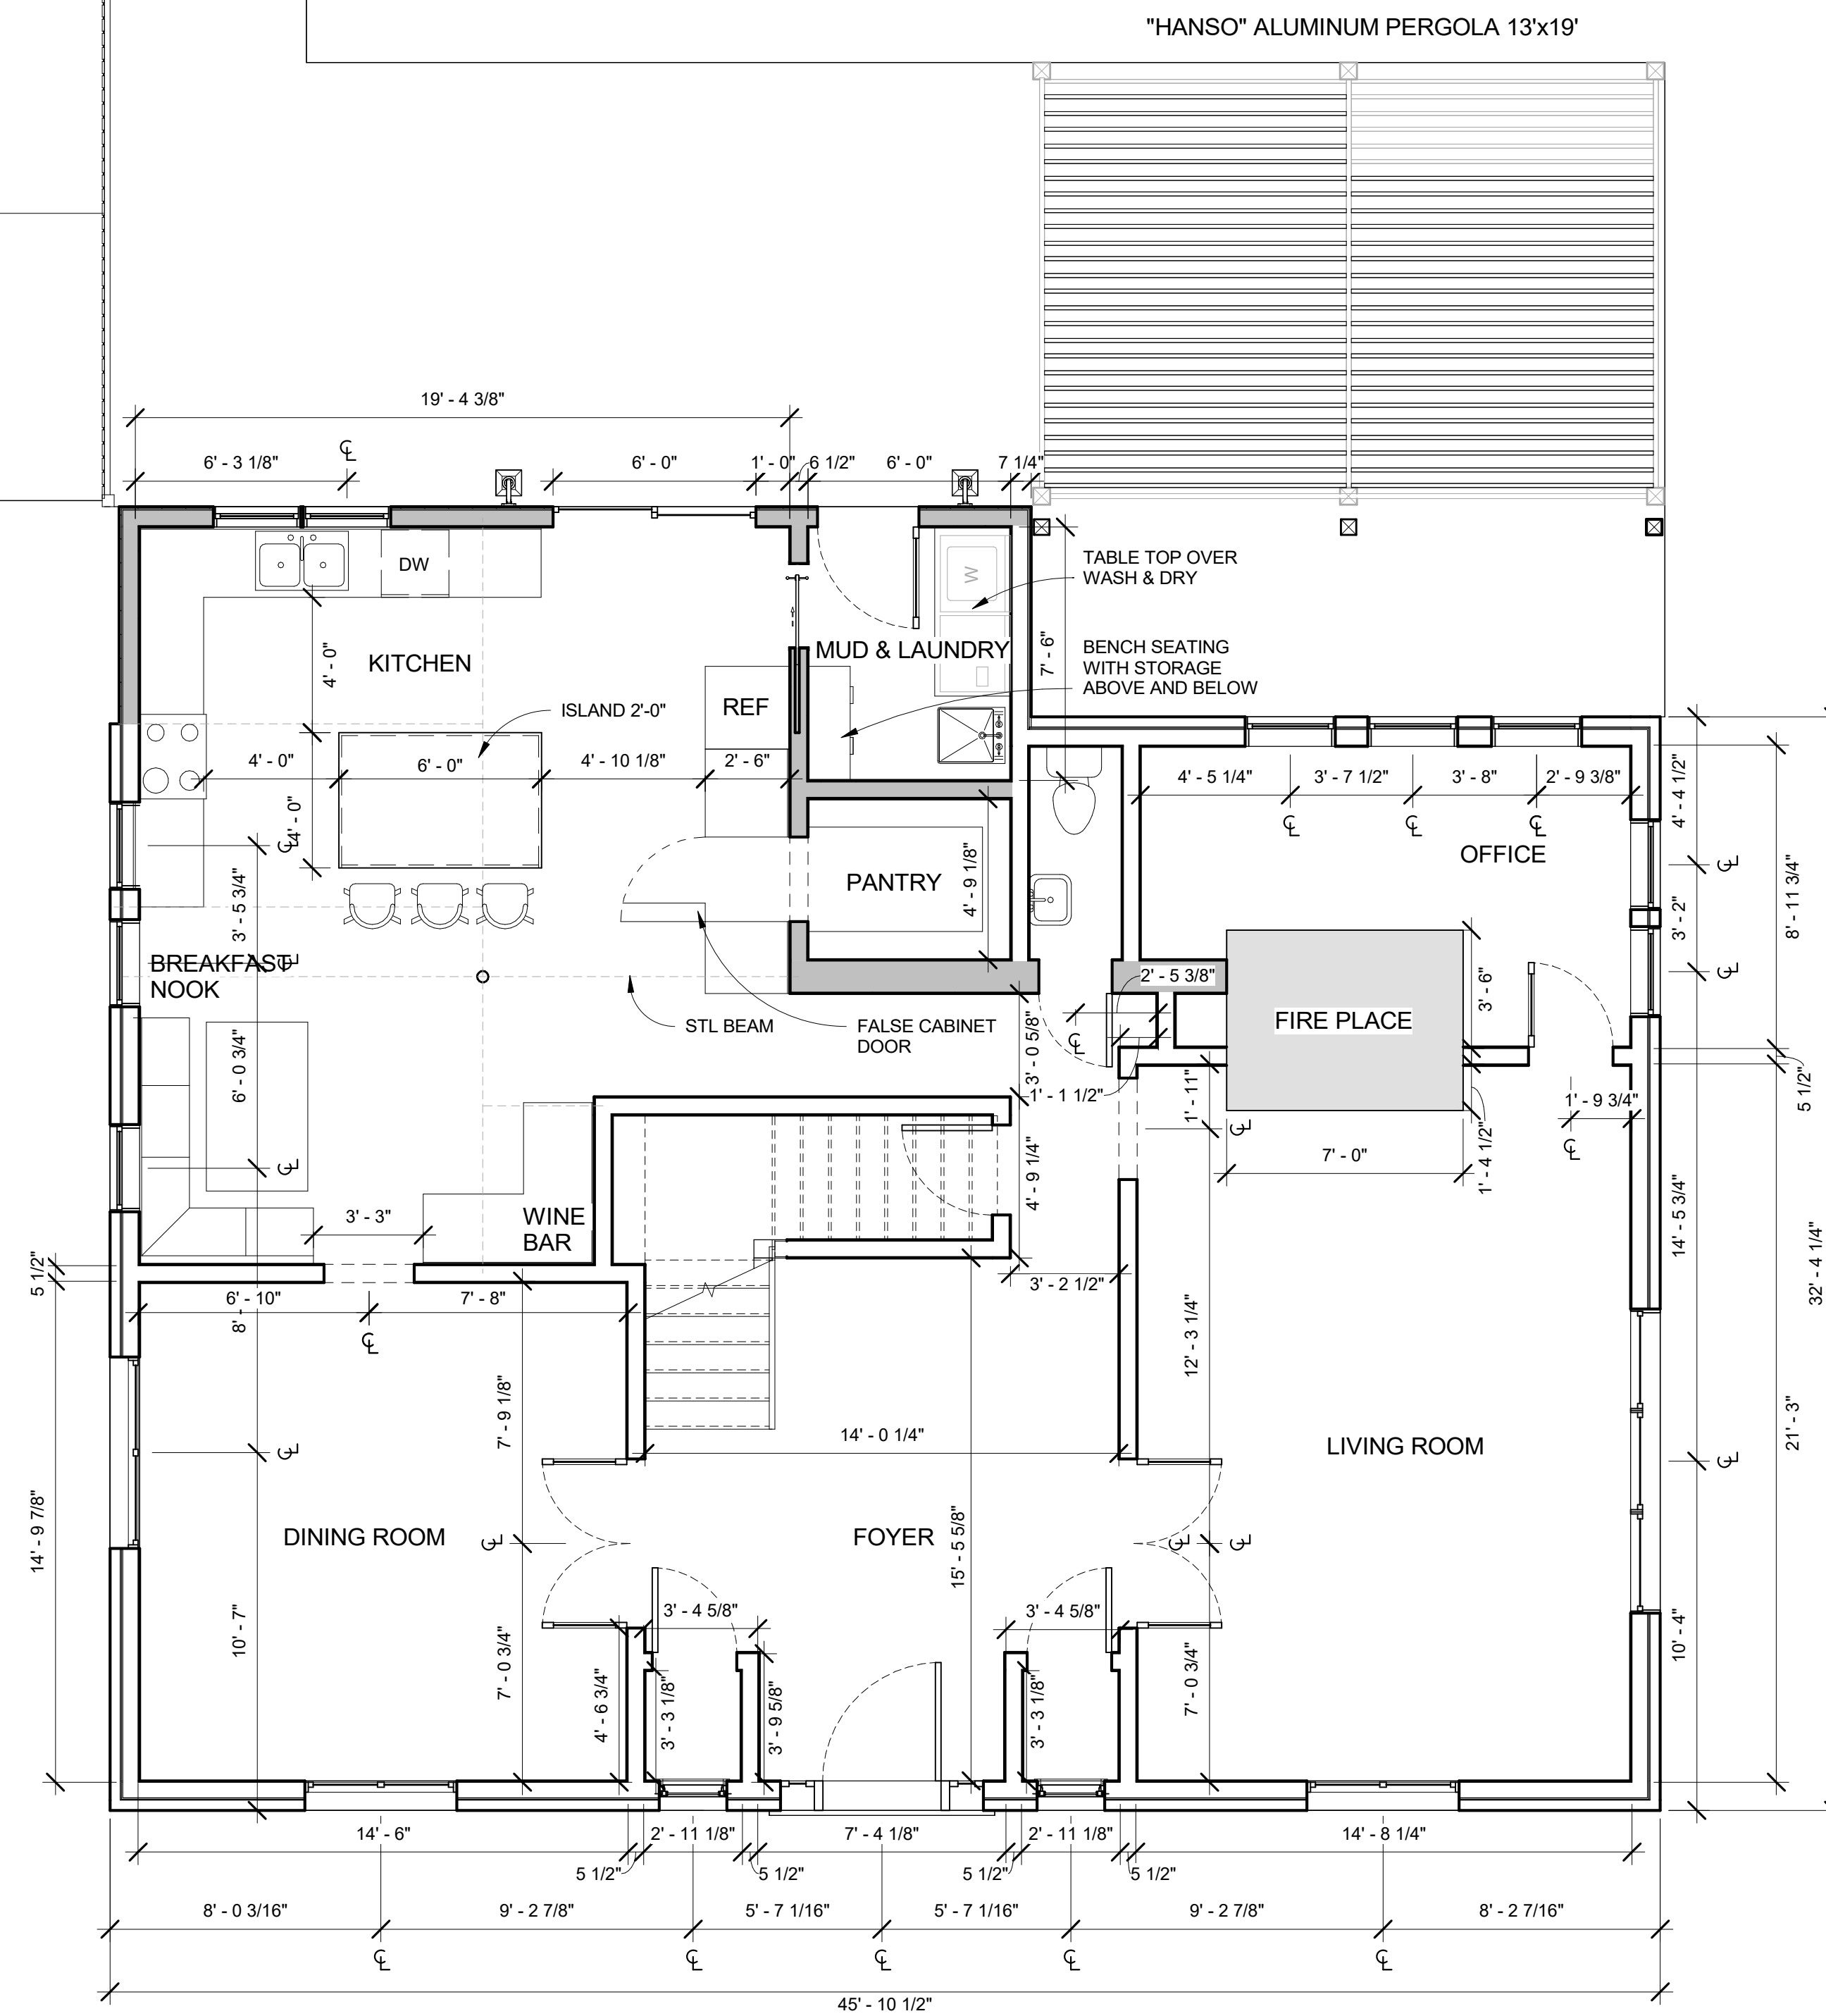 "HANSO" ALUMINUM PERGOLA 13'x19'
19' - 4 3/8"
6' - 3 1/8"
℄
6' - 0"
1' - 0"
6 1/2"
6' - 0"
7 1/4"
DW
TABLE TOP OVER
WASH & DRY
W
KITCHEN
4' - 0"
MUD & LAUNDRY
7' - 6"
BENCH SEATING
WITH STORAGE
ABOVE AND BELOW
ISLAND 2'-0"
REF
4' - 0"
6' - 0"
4' - 10 1/8"
2' - 6"
4' - 5 1/4"
3' - 7 1/2"
3' - 8"
2' - 9 3/8"
4' - 4 1/2"
4' - 0"
℄
℄
℄
℄
OFFICE
℄
3' - 5 3/4"
PANTRY
4' - 9 1/8"
3' - 2"
8' - 11 3/4"
BREAKFAST
NOOK
℄
2' - 5 3/8"
3' - 6"
℄
STL BEAM
FALSE CABINET
DOOR
3' - 0 5/8"
℄
FIRE PLACE
6' - 0 3/4"
1' - 1 1/2"
1' - 11"
1' - 9 3/4"
5 1/2"
℄
1' - 4 1/2"
℄
7' - 0"
℄
4' - 9 1/4"
3' - 3"
WINE
BAR
14' - 5 3/4"
32' - 4 1/4"
5 1/2"
3' - 2 1/2"
6' - 10"
7' - 8"
8' -
℄
12' - 3 1/4"
7' - 9 1/8"
14' - 0 1/4"
21' - 3"
℄
LIVING ROOM
℄
14' - 9 7/8"
DINING ROOM
℄
FOYER
15' - 5 5/8"
℄
℄
10' - 7"
3' - 4 5/8"
3' - 4 5/8"
10' - 4"
7' - 0 3/4"
4' - 6 3/4"
3' - 3 1/8"
3' - 9 5/8"
3' - 3 1/8"
7' - 0 3/4"
14' - 6"
2' - 11 1/8"
7' - 4 1/8"
2' - 11 1/8"
14' - 8 1/4"
5 1/2"
5 1/2"
5 1/2"
5 1/2"
8' - 0 3/16"
9' - 2 7/8"
5' - 7 1/16"
5' - 7 1/16"
9' - 2 7/8"
8' - 2 7/16"
℄
℄
℄
℄
℄
45' - 10 1/2"